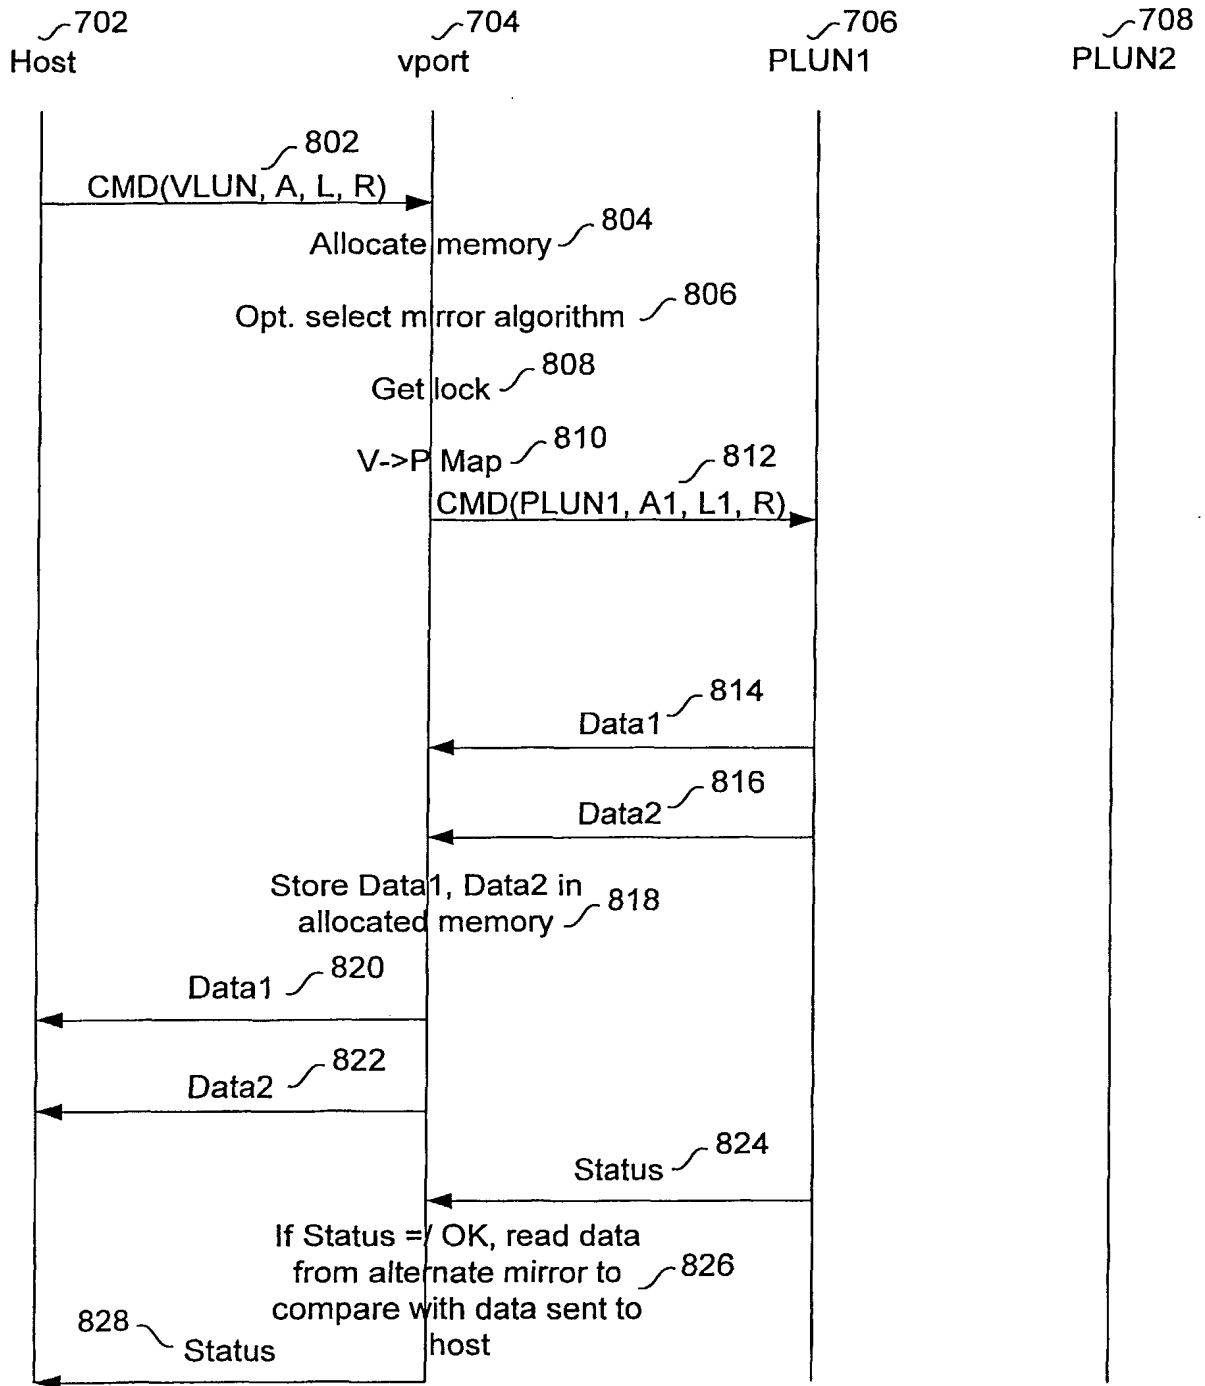 702
704
706
708
Host
vport
PLUN1
PLUN2
802
CMD(VLUN, A, L, R)
804
Allocate memory
806
Opt. select mirror algorithm
808
Get lock
810
V->P Map
812
CMD(PLUN1, A1, L1, R)
814
Data1
816
Data2
Store Data1, Data2 in
allocated memory
818
820
Data1
822
Data2
824
Status
If Status =/ OK, read data
from alternate mirror to
826
compare with data sent to
host
828
Status